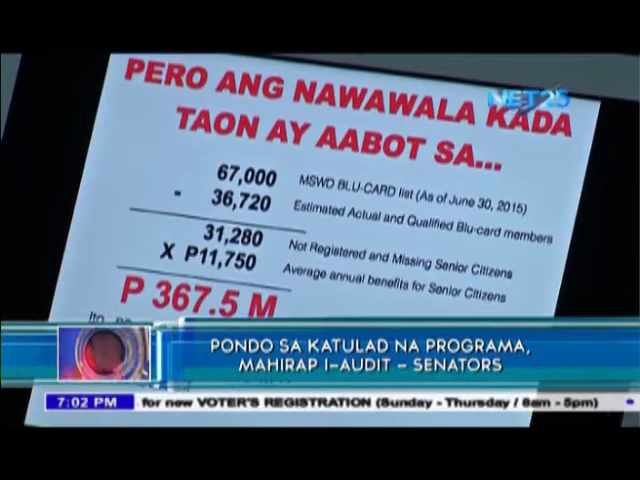 PERO ANG NAWAWALA KADA
TAON AY AABOT SA...
NET25
67,000 MSWD BLU-CARD list (As of June 30, 2015)
- 36,720 Estimated Actual and Qualified Blu-card members
31,280 Not Registered and Missing Senior Citizens
X P11,750 Average annual benefits for Senior Citizens
P 367.5 M
PONDO SA KATULAD NA PROGRAMA,
MAHIRAP I-AUDIT – SENATORS
7:02 PM for new VOTER'S REGISTRATION (Sunday - Thursday / 8am - 5pm)